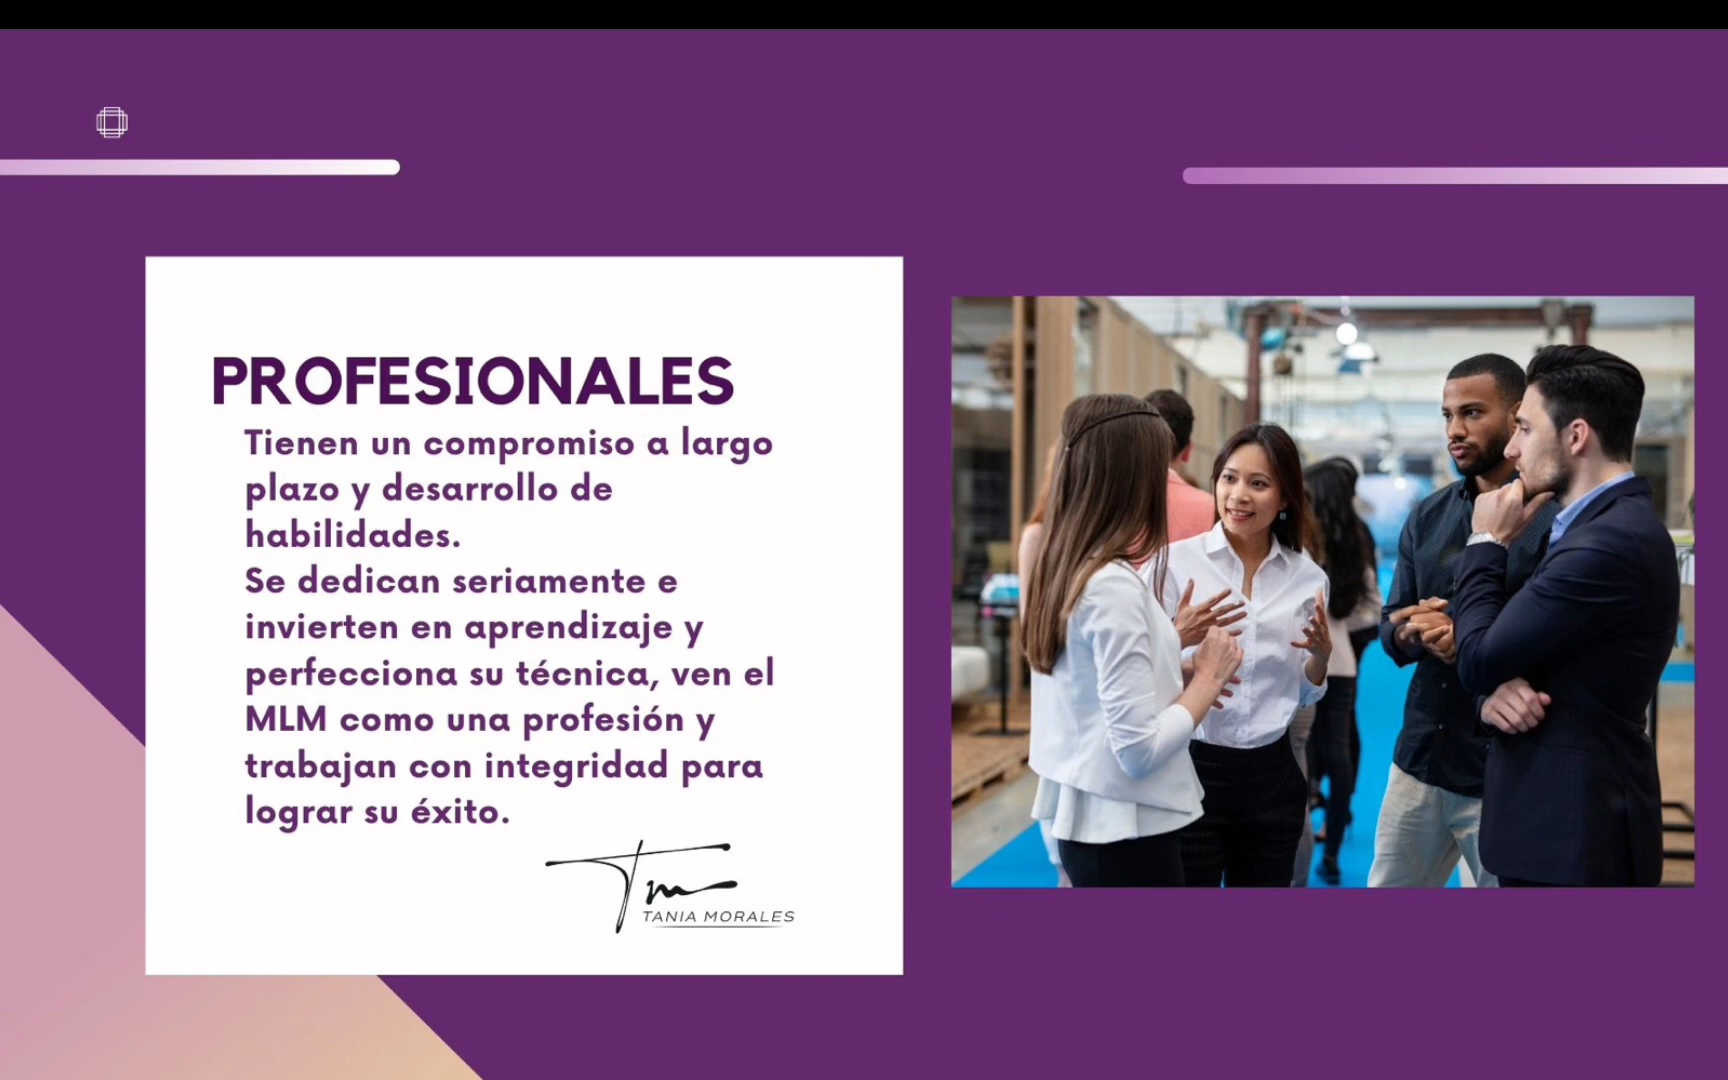 PROFESIONALES
Tienen un compromiso a largo
plazo y desarrollo de
habilidades.
Se dedican seriamente e
invierten en aprendizaje y
perfecciona su técnica, ven el
MLM como una profesión y
trabajan con integridad para
lograr su éxito.
Tm
TANIA MORALES